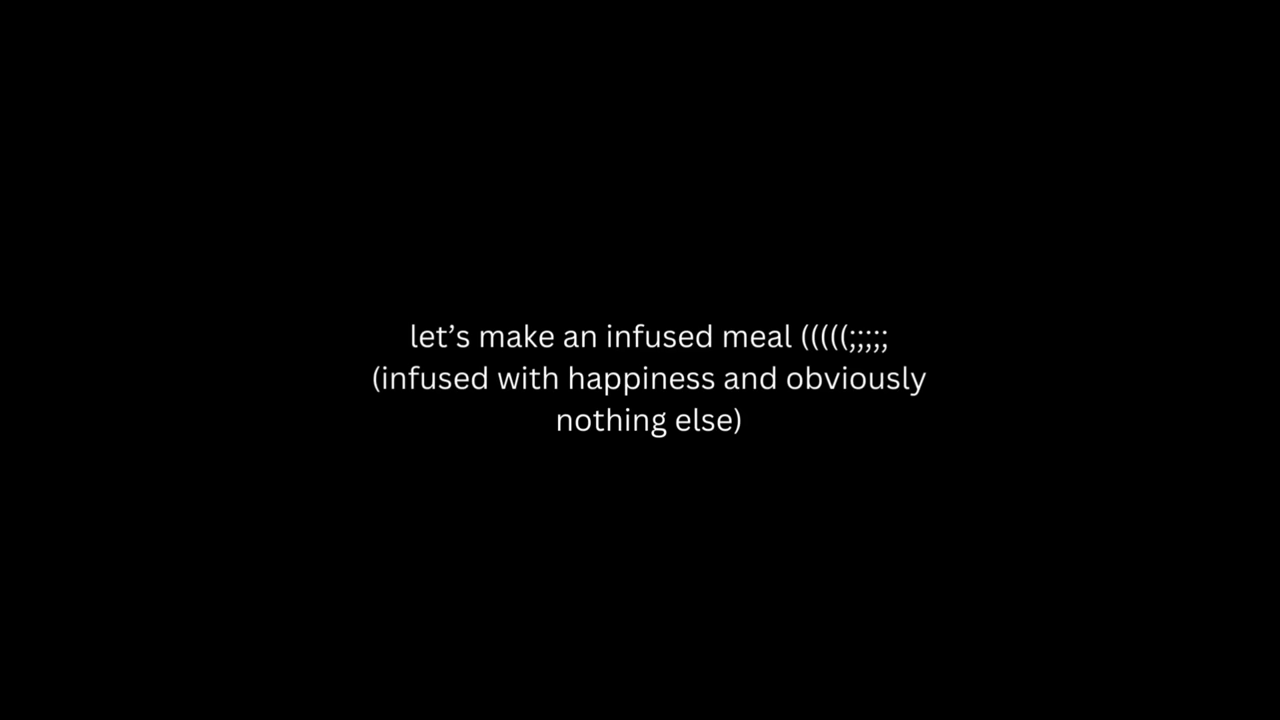 let’s make an infused meal (((((;;;;;
(infused with happiness and obviously
nothing else)